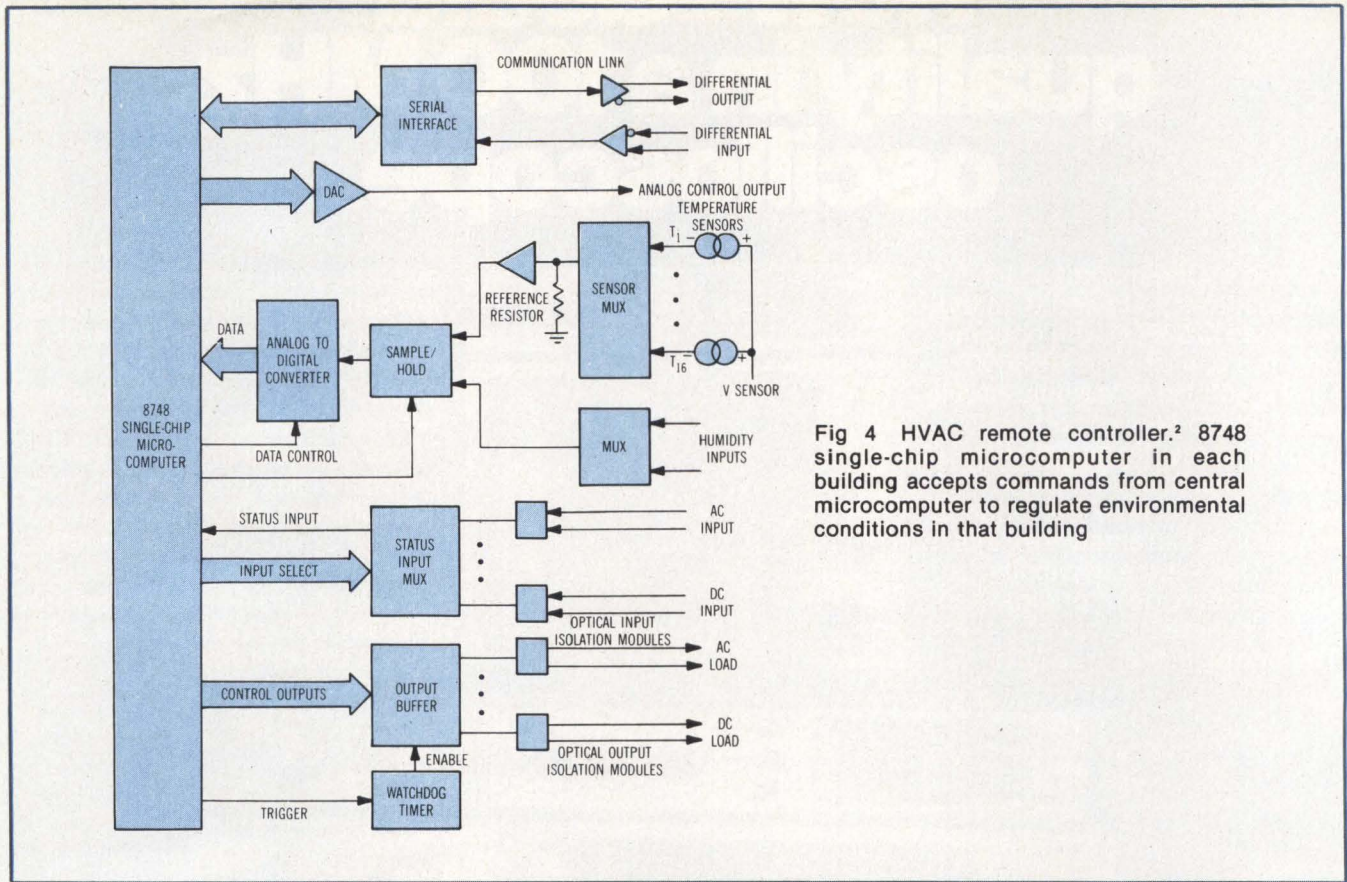 COMMUNICATION LINK
SERIAL
INTERFACE
DIFFERENTIAL
OUTPUT
DIFFERENTIAL
INPUT
DAC
ANALOG CONTROL OUTPUT
TEMPERATURE
SENSORS
T1 - +
SENSOR
MUX
REFERENCE
RESISTOR
T16 - +
V SENSOR
DATA
ANALOG TO
DIGITAL
CONVERTER
SAMPLE/
HOLD
8748
SINGLE-CHIP
MICRO-
COMPUTER
DATA CONTROL
MUX
HUMIDITY
INPUTS
STATUS INPUT
INPUT SELECT
STATUS
INPUT
MUX
AC
INPUT
DC
INPUT
OPTICAL INPUT
ISOLATION MODULES
CONTROL OUTPUTS
OUTPUT
BUFFER
AC
LOAD
DC
LOAD
OPTICAL OUTPUT
ISOLATION MODULES
ENABLE
TRIGGER
WATCHDOG
TIMER
Fig 4 HVAC remote controller.² 8748
single-chip microcomputer in each
building accepts commands from central
microcomputer to regulate environmental
conditions in that building